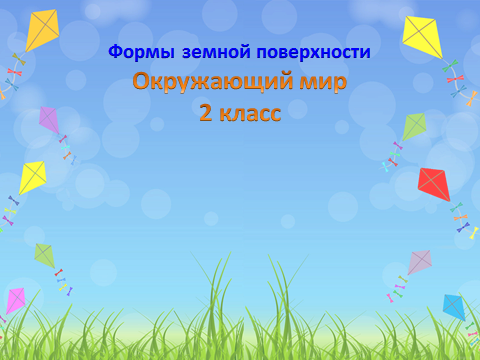 Формы земной поверхности
Окружающий мир
2 класс